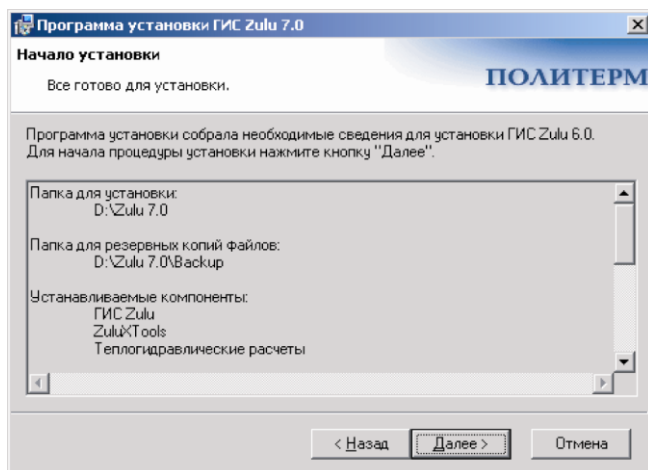 Программа установки ГИС Zulu 7.0
Начало установки
Все готово для установки.
ПОЛИТЕРМ
Программа установки собрала необходимые сведения для установки ГИС Zulu 6.0.
Для начала процедуры установки нажмите кнопку "Далее".
Папка для установки:
D:\Zulu 7.0
Папка для резервных копий файлов:
D:\Zulu 7.0\Backup
Устанавливаемые компоненты:
ГИС Zulu
ZuluXTools
Теплогидравлические расчеты
< Назад
Далее >
Отмена